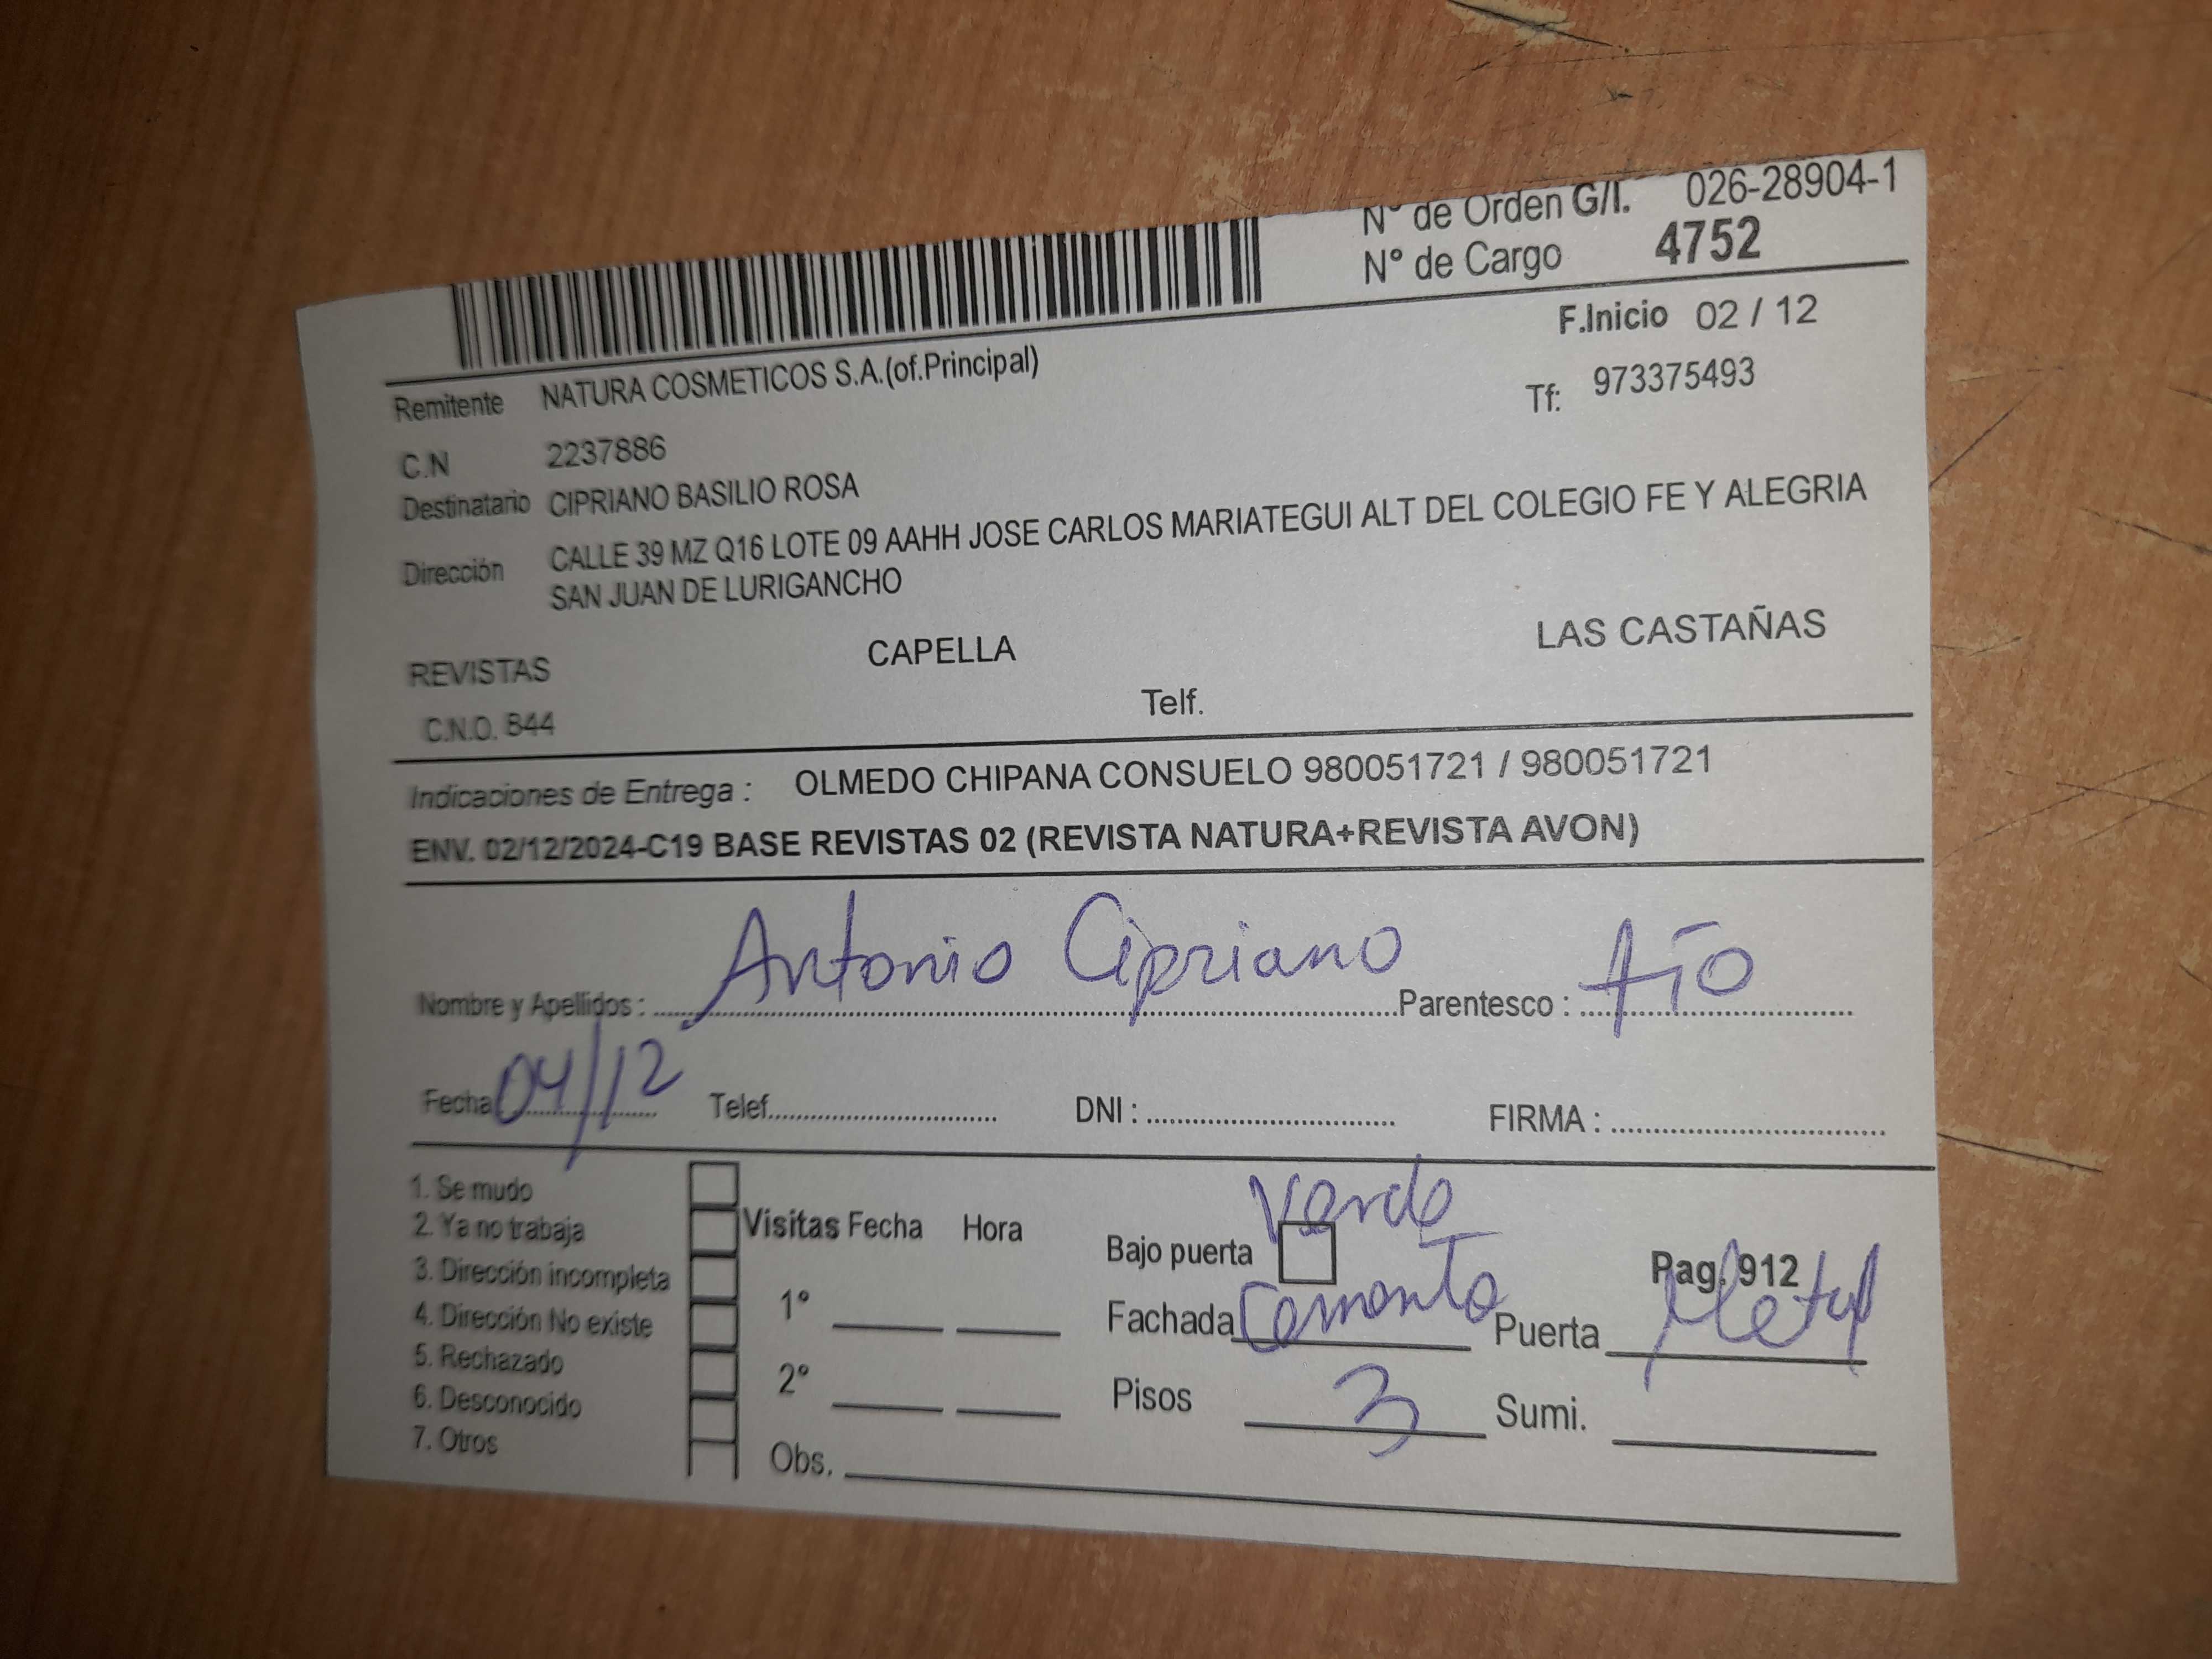 N° de Orden G/I. 026-28904-1
N° de Cargo 4752
F.Inicio 02 / 12
Remitente NATURA COSMETICOS S.A.(of.Principal)
Tf: 973375493
C.N 2237886
Destinatario CIPRIANO BASILIO ROSA
Dirección CALLE 39 MZ Q16 LOTE 09 AAHH JOSE CARLOS MARIATEGUI ALT DEL COLEGIO FE Y ALEGRIA
SAN JUAN DE LURIGANCHO
REVISTAS CAPELLA LAS CASTAÑAS
C.N.O. 844 Telf.
Indicaciones de Entrega : OLMEDO CHIPANA CONSUELO 980051721 / 980051721
ENV. 02/12/2024-C19 BASE REVISTAS 02 (REVISTA NATURA+REVISTA AVON)
Nombre y Apellidos : Antonio Cipriano Parentesco : tío
Fecha 04/12 Telef. DNI : FIRMA :
1. Se mudo
2. Ya no trabaja
3. Dirección incompleta
4. Dirección No existe
5. Rechazado
6. Desconocido
7. Otros
Visitas Fecha Hora
1°
2°
Obs.
Verde
Bajo puerta Pag. 912
Fachada Cemento Puerta Metal
Pisos 3 Sumi.